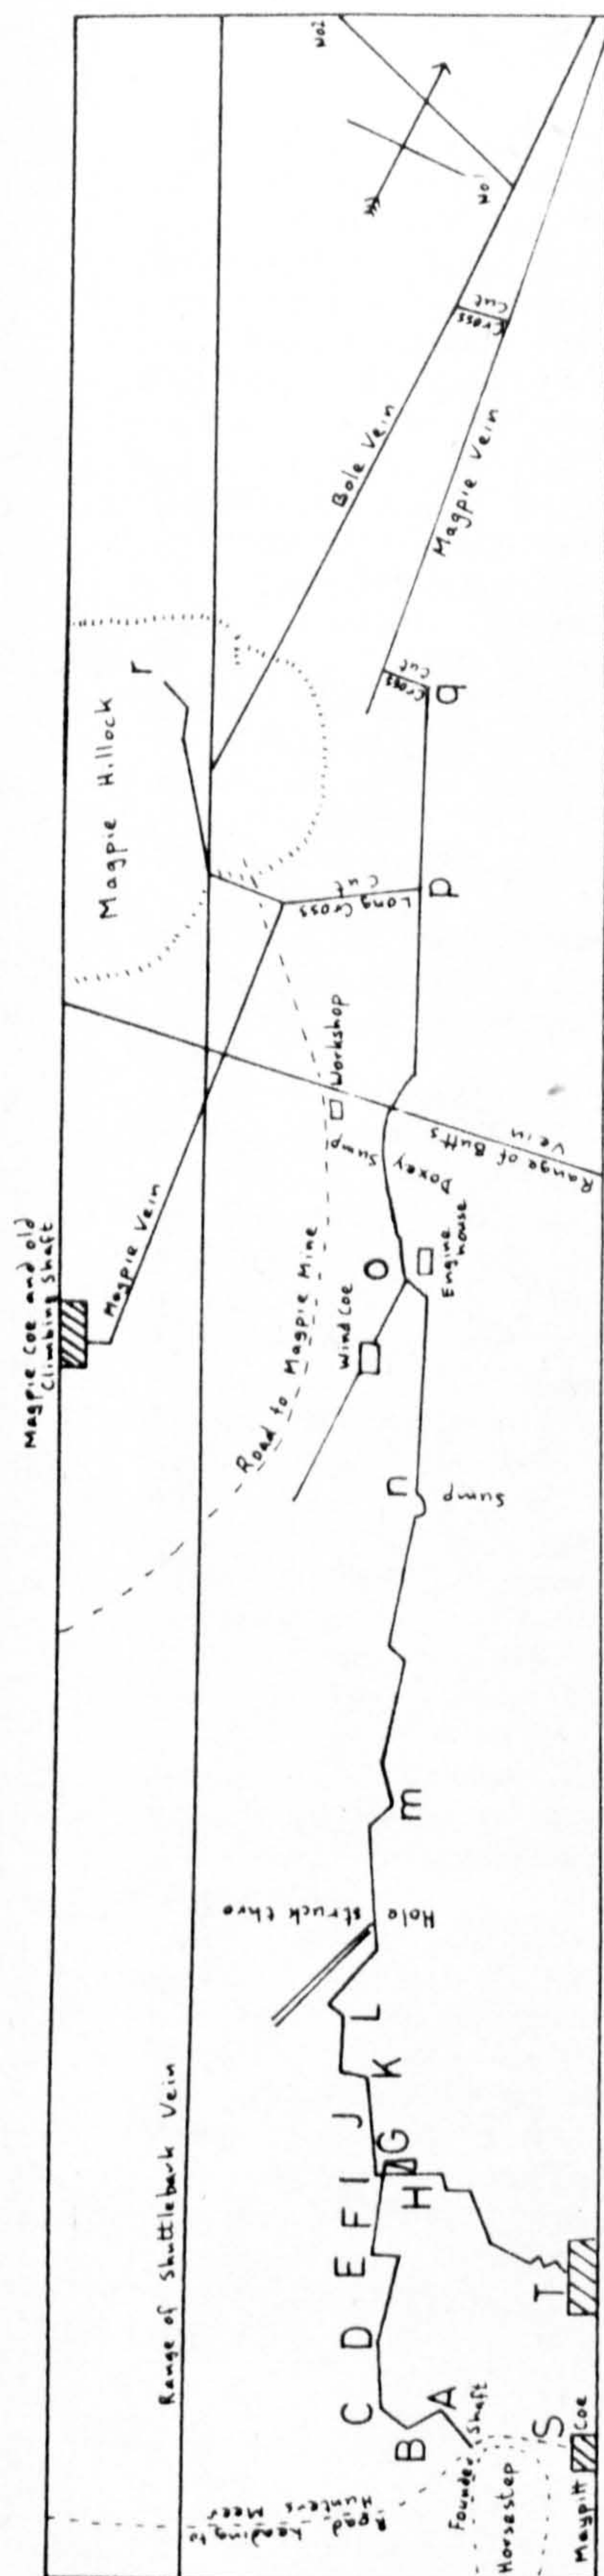 No2
No1
Cross
Cut
Bole Vein
Magpie Vein
Cross
Cut
q
r
Magpie Hillock
Long Cross
Cut
p
Workshop
Range of Butts
Vein
Doxey
Sump
Engine
house
O
Wind Coe
Magpie Vein
Magpie Coe and old
Climbing Shaft
Road to Magpie Mine
n
Sump
m
Hole struck thro
L
K
J
G
I
H
F
E
D
C
B
A
T
S
Range of Shuttlebark Vein
Founder Shaft
Horsestep
Maypitt Coe
Road
Leading to
Hunters
Meer